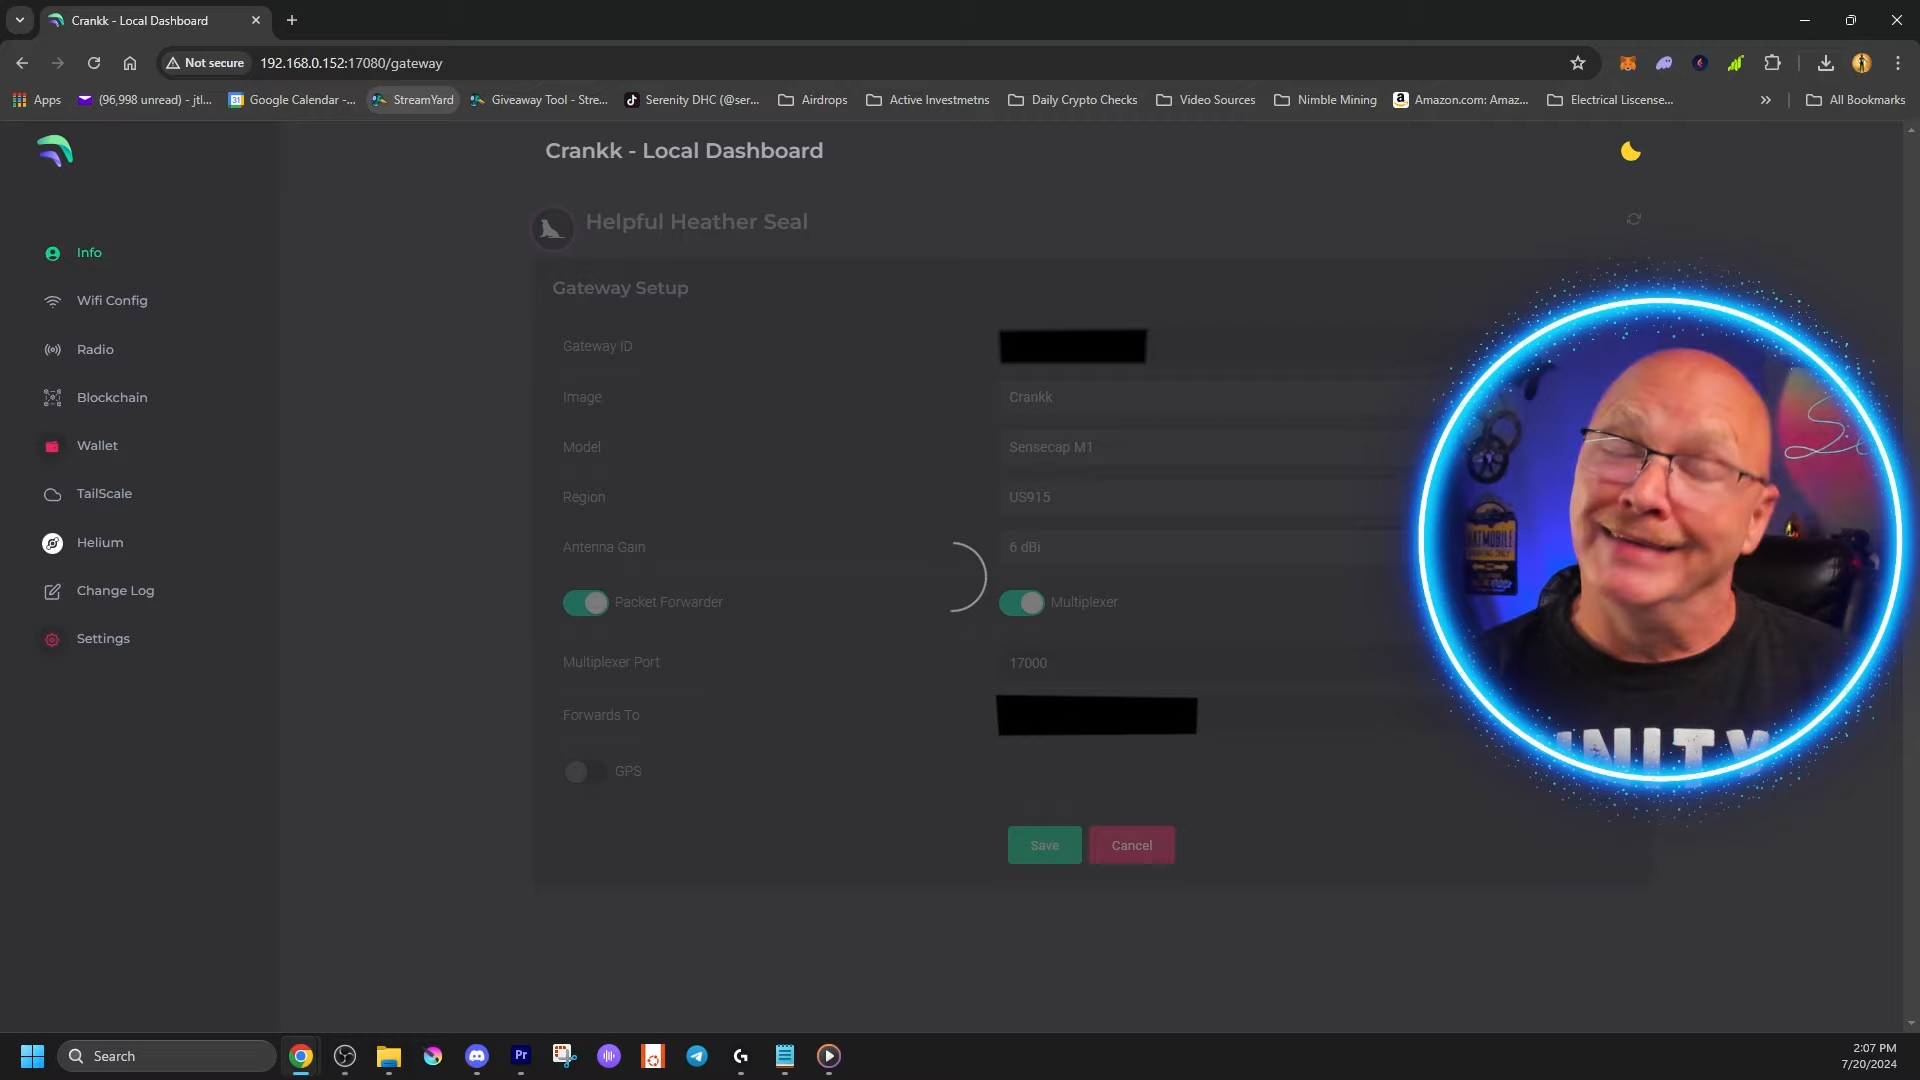 Crankk - Local Dashboard
Not secure
192.168.0.152:17080/gateway
Apps
(96,998 unread) - jtl...
Google Calendar -...
StreamYard
Giveaway Tool - Stre...
Serenity DHC (@ser...
Airdrops
Active Investmetns
Daily Crypto Checks
Video Sources
Nimble Mining
Amazon.com: Amaz...
Electrical Liscense...
All Bookmarks
Crankk - Local Dashboard
Helpful Heather Seal
Info
Wifi Config
Radio
Blockchain
Wallet
TailScale
Helium
Change Log
Settings
Gateway Setup
Gateway ID
Image
Crankk
Model
Sensecap M1
Region
US915
Antenna Gain
6 dBi
Packet Forwarder
Multiplexer
Multiplexer Port
17000
Forwards To
GPS
Save
Cancel
Search
Pr
2:07 PM
7/20/2024